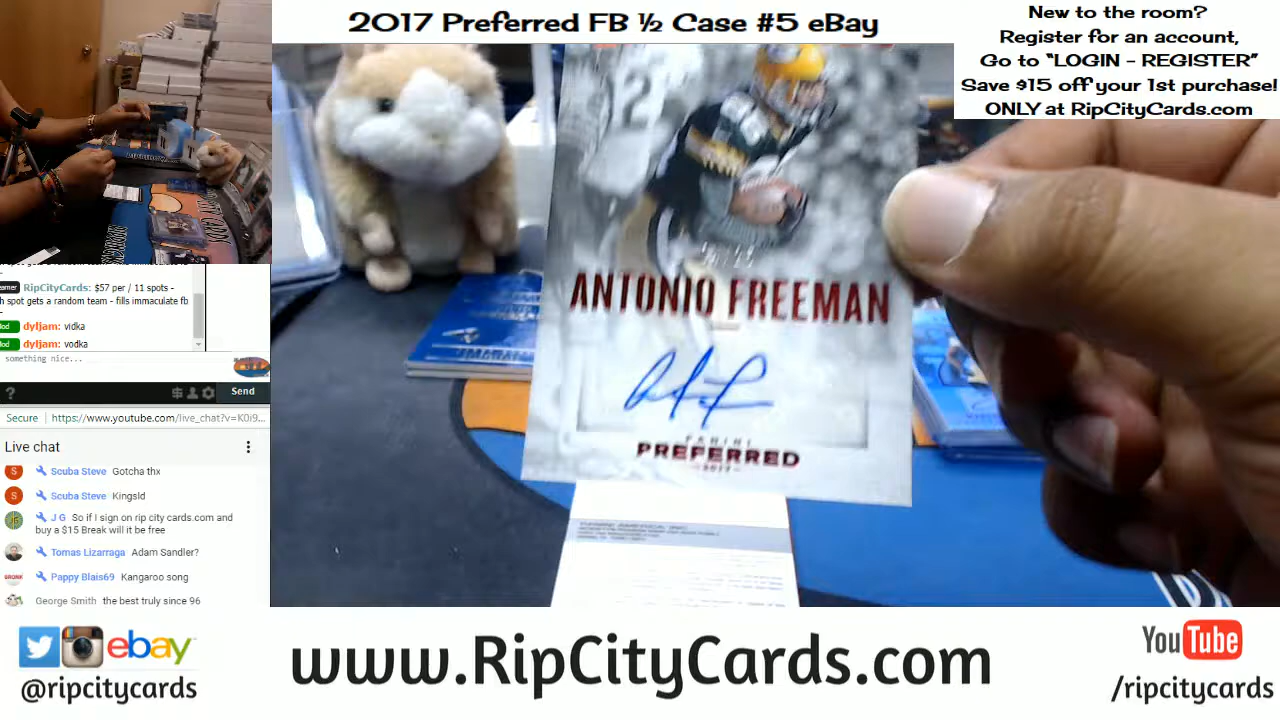 2017 Preferred FB ½ Case #5 eBay
New to the room?
Register for an account,
Go to “LOGIN - REGISTER”
Save $15 off your 1st purchase!
ONLY at RipCityCards.com
ANTONIO FREEMAN
PANINI
PREFERRED
2017
RipCityCards: $57 per / 11 spots -
h spot gets a random team - fills immaculate fb
dyljam: vidka
dyljam: vodka
something nice...
?
Send
Secure https://www.youtube.com/live_chat?v=K0i9...
Live chat
Scuba Steve Gotcha thx
Scuba Steve Kingsld
J G So if I sign on rip city cards.com and
buy a $15 Break will it be free
Tomas Lizarraga Adam Sandler?
Pappy Blais69 Kangaroo song
George Smith the best truly since 96
ebay
@ripcitycards
www.RipCityCards.com
YouTube
/ripcitycards